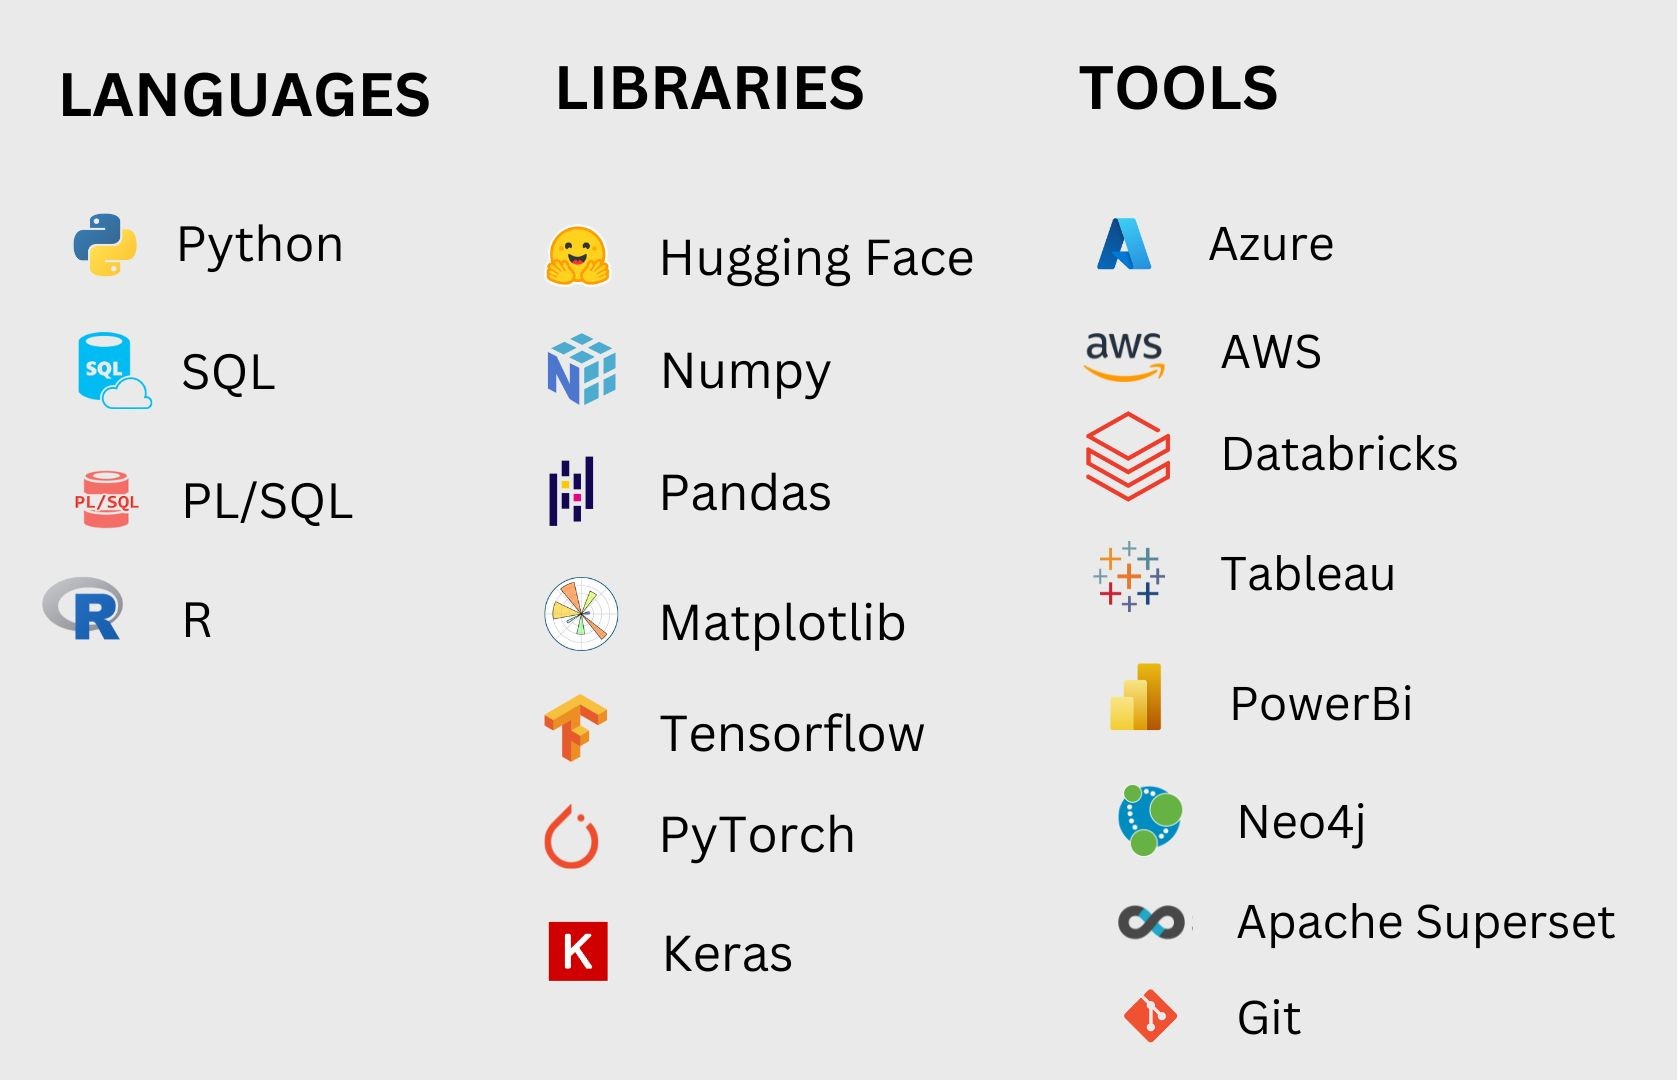 LANGUAGES
Python
SQL
SQL
PL/SQL
PL/SQL
R
R
LIBRARIES
Hugging Face
N
Numpy
Pandas
Matplotlib
Tensorflow
PyTorch
K
Keras
TOOLS
Azure
aws
AWS
Databricks
Tableau
PowerBi
Neo4j
Apache Superset
Git